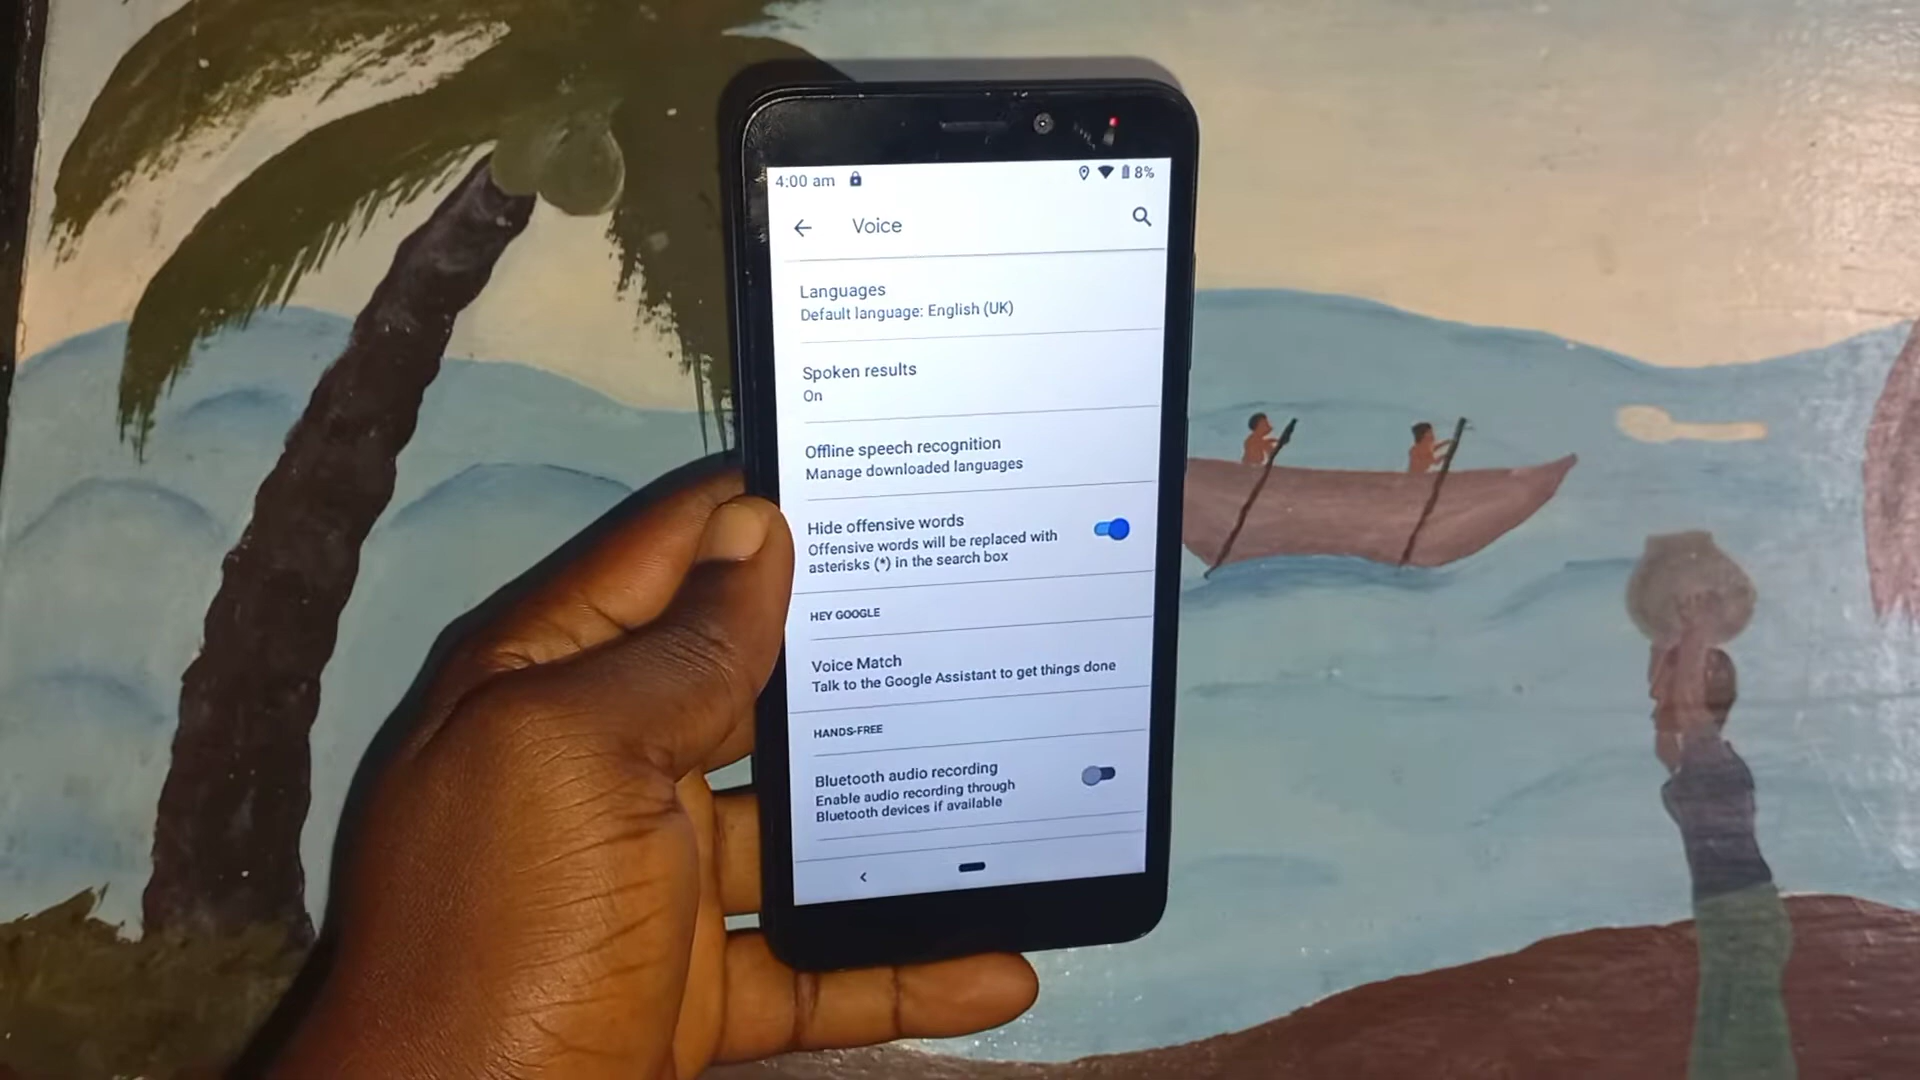 4:00 am 8%
Voice
Languages
Default language: English (UK)
Spoken results
On
Offline speech recognition
Manage downloaded languages
Hide offensive words
Offensive words will be replaced with
asterisks (*) in the search box
HEY GOOGLE
Voice Match
Talk to the Google Assistant to get things done
HANDS-FREE
Bluetooth audio recording
Enable audio recording through
Bluetooth devices if available